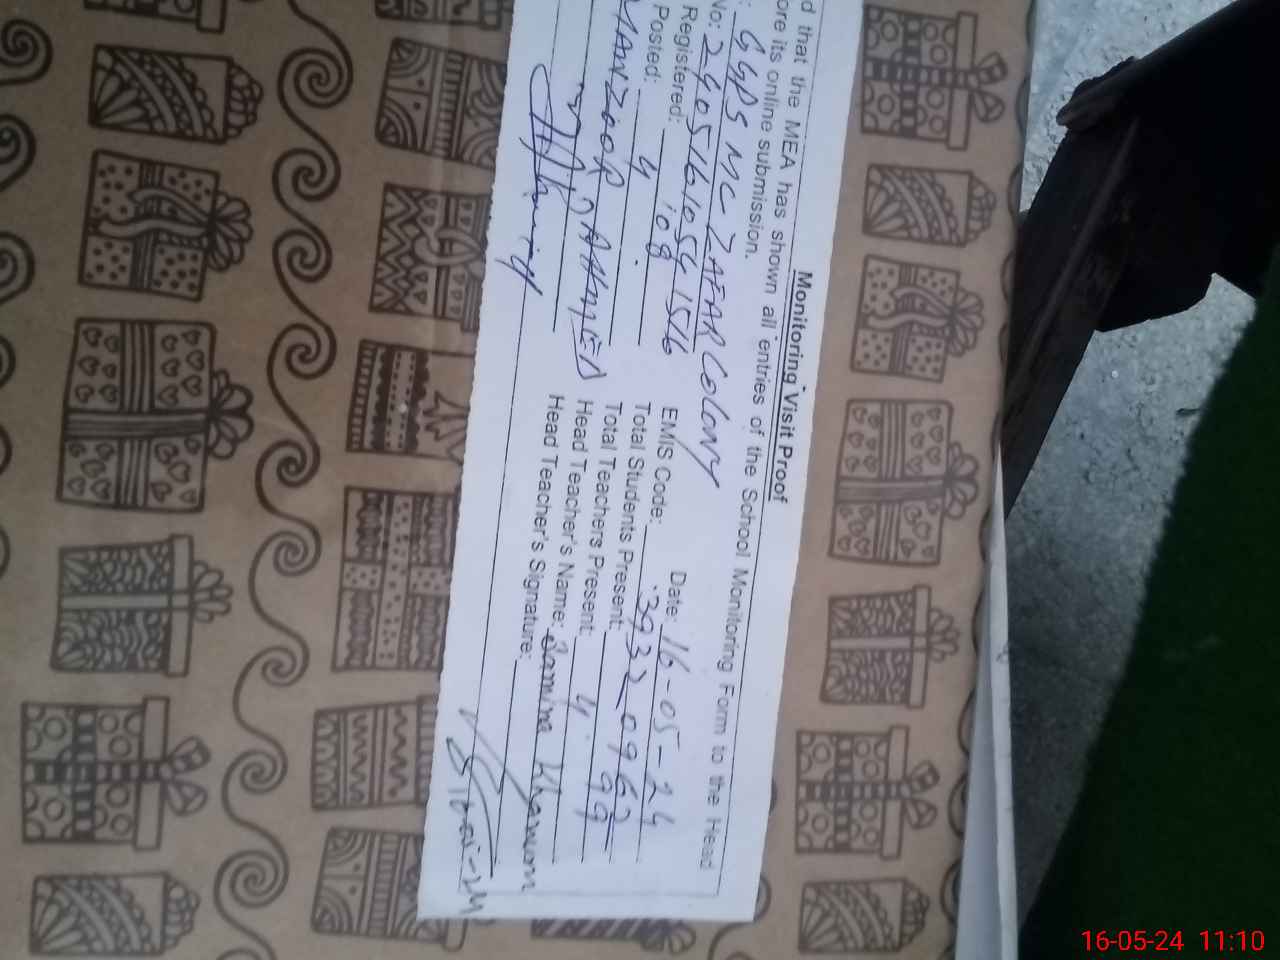 Monitoring Visit Proof
d that the MEA has shown all entries of the School Monitoring Form to the Head
ore its online submission.
: GGPS MC ZAFAR COLONY Date: 16-05-24
No: 24051610541516 EMIS Code: 39320962
Registered: 108 Total Students Present: 99
Posted: 4 Total Teachers Present: 4
MANZOOR AHMED Head Teacher's Name: Samina Khanum
Head Teacher's Signature:
16-05-24 11:10